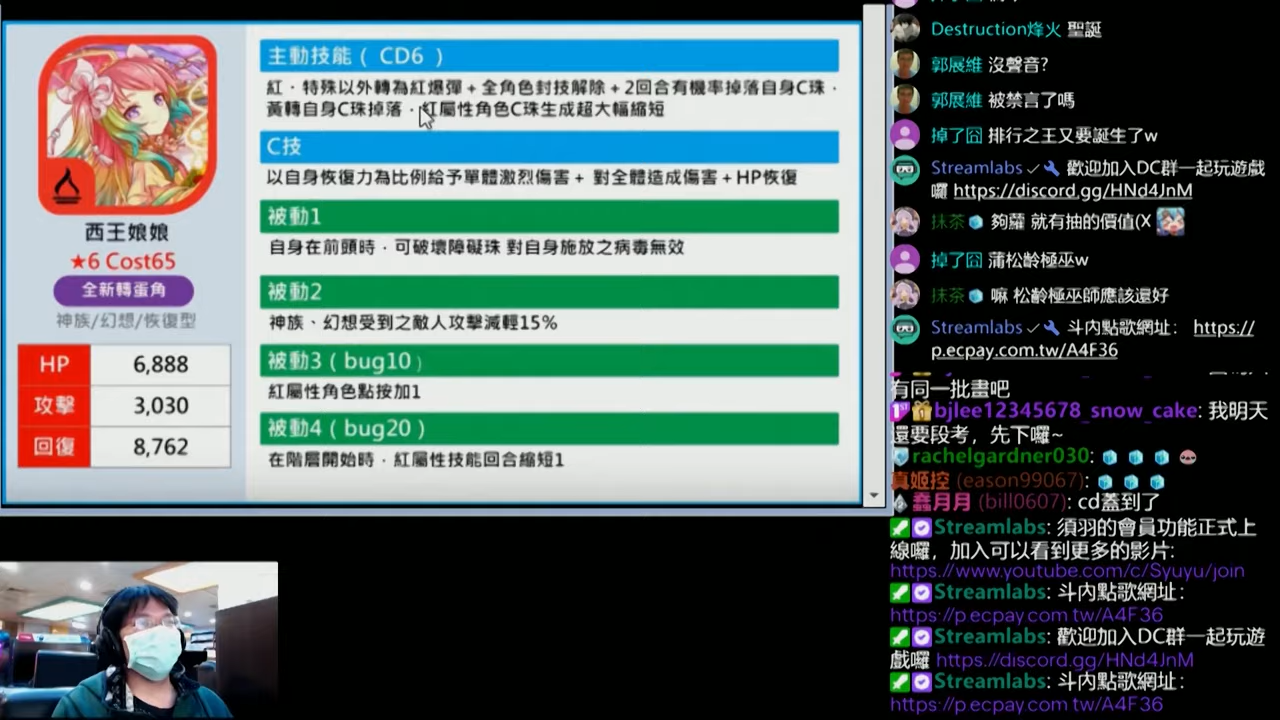 西王娘娘
★6 Cost65
全新轉蛋角
神族/幻想/恢復型
HP 6,888
攻擊 3,030
回復 8,762
主動技能( CD6 )
紅．特殊以外轉為紅爆彈+全角色封技解除+2回合有機率掉落自身C珠．
黃轉自身C珠掉落．紅屬性角色C珠生成超大幅縮短
C技
以自身恢復力為比例給予單體激烈傷害+ 對全體造成傷害+HP恢復
被動1
自身在前頭時．可破壞障礙珠 對自身施放之病毒無效
被動2
神族、幻想受到之敵人攻擊減輕15%
被動3 ( bug10 )
紅屬性角色點按加1
被動4 ( bug20 )
在階層開始時．紅屬性技能回合縮短1
Destruction烽火 聖誕
郭展維 沒聲音?
郭展維 被禁言了嗎
掉了囧 排行之王又要誕生了w
Streamlabs 歡迎加入DC群一起玩遊戲
囉 https://discord.gg/HNd4JnM
抹茶 夠蘿 就有抽的價值(X
掉了囧 蒲松齡極巫w
抹茶 嘛 松齡極巫師應該還好
Streamlabs 斗內點歌網址： https://
p.ecpay.com.tw/A4F36
有同一批畫吧
1ST bjlee12345678_snow_cake: 我明天
還要段考，先下囉~
rachelgardner030:
真姬控 (eason99067):
蟲月月 (bill0607): cd蓋到了
Streamlabs: 須羽的會員功能正式上
線囉，加入可以看到更多的影片:
https://www.youtube.com/c/Syuyu/join
Streamlabs: 斗內點歌網址：
https://p.ecpay.com.tw/A4F36
Streamlabs: 歡迎加入DC群一起玩遊
戲囉 https://discord.gg/HNd4JnM
Streamlabs: 斗內點歌網址：
https://p.ecpay.com.tw/A4F36